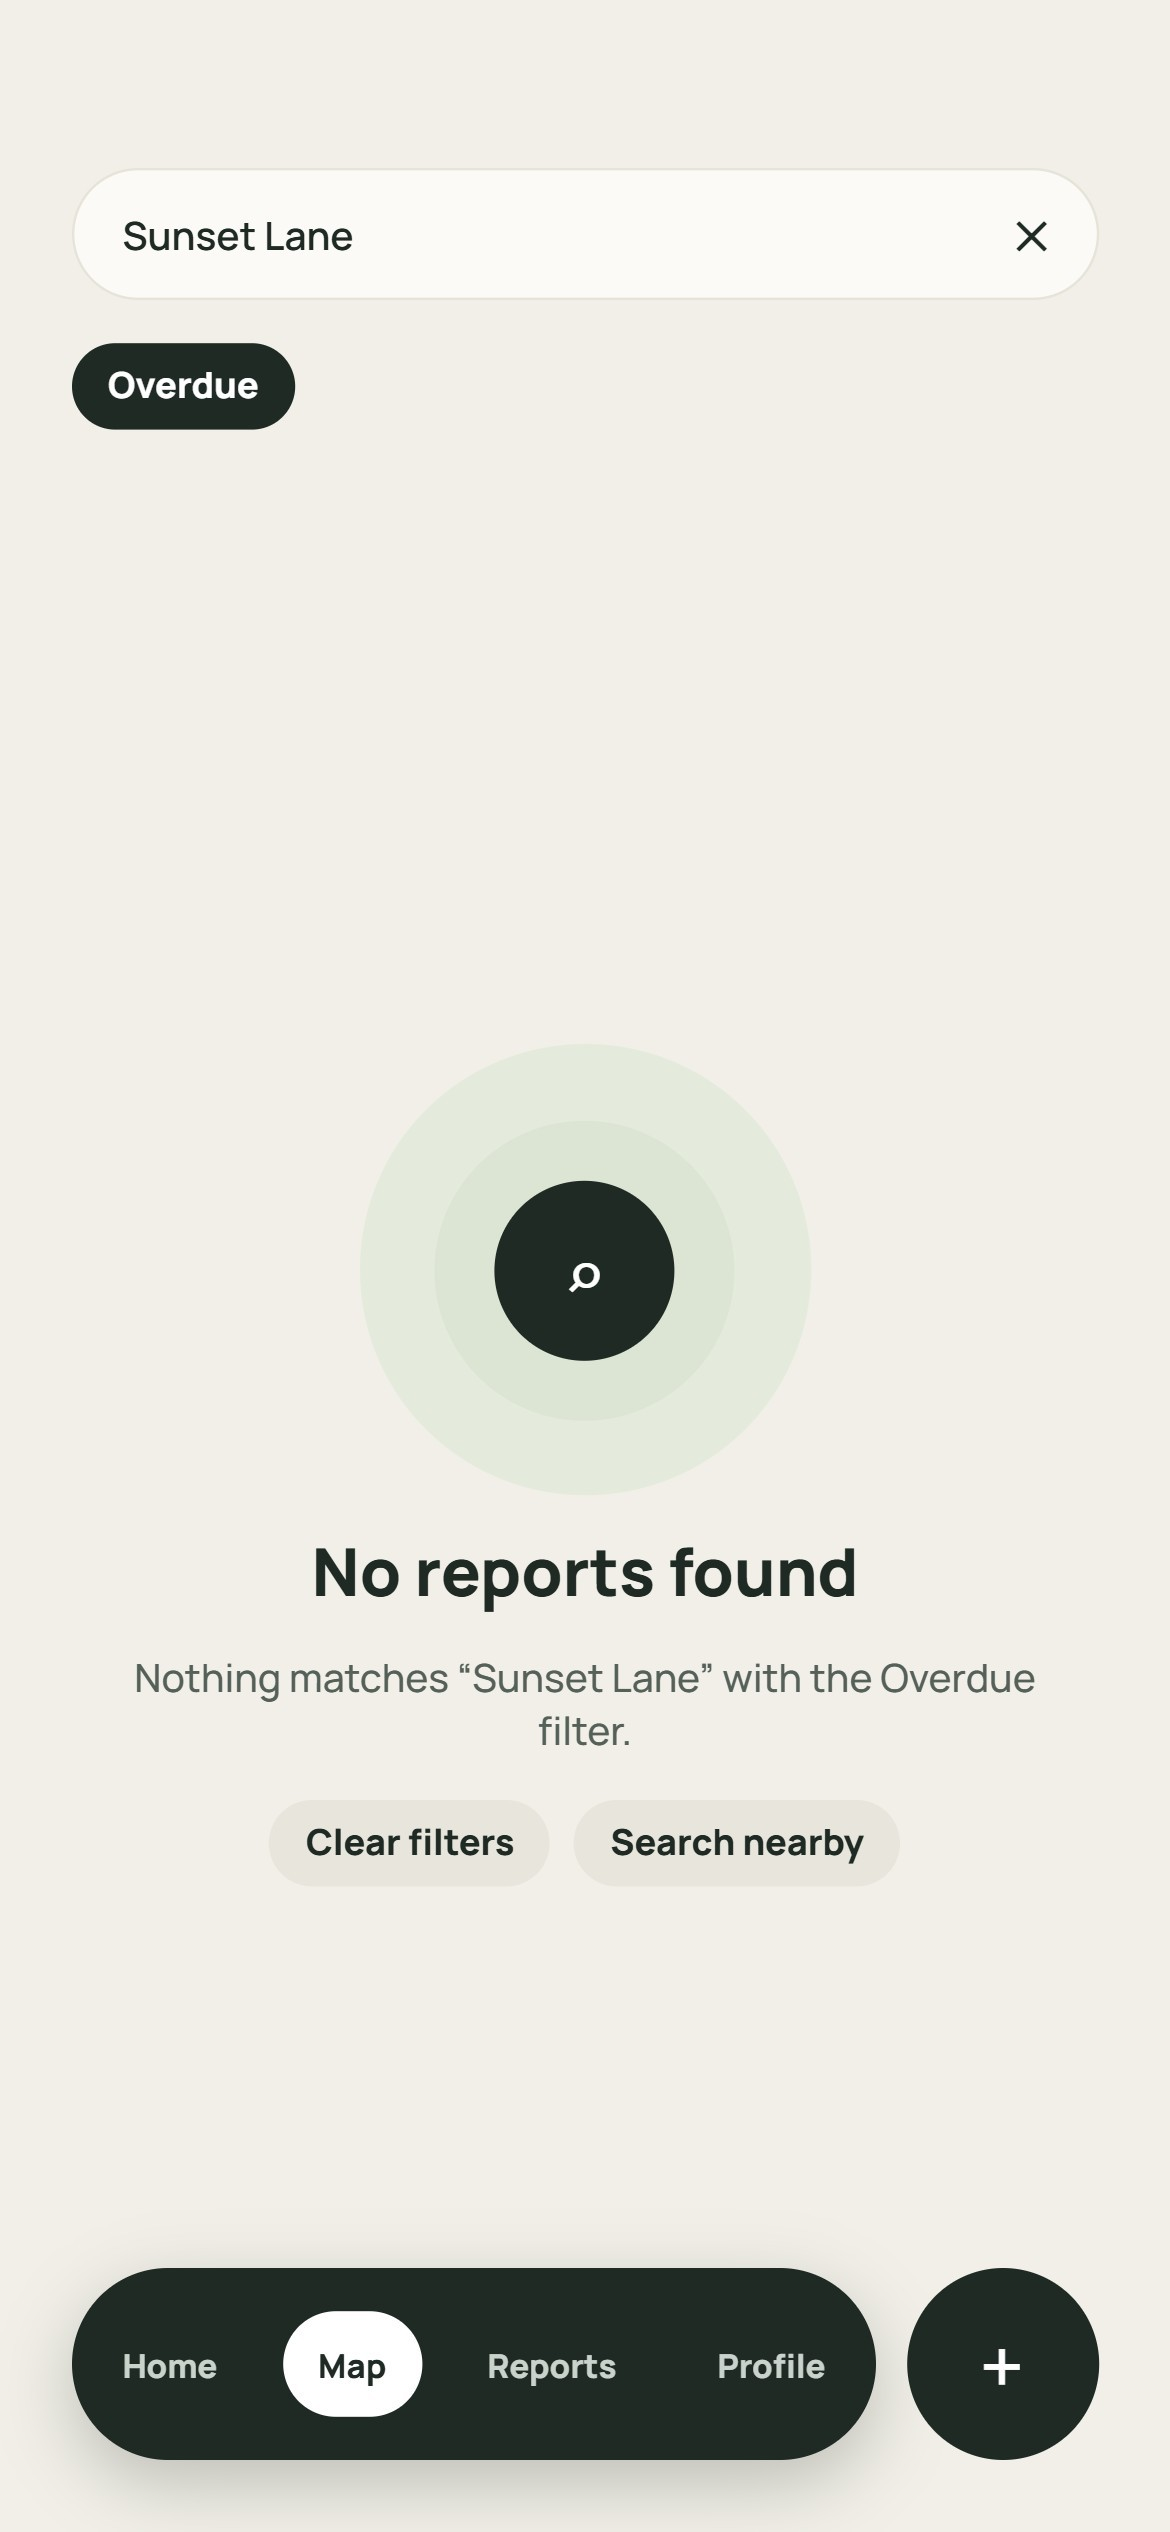 Sunset Lane
Overdue
No reports found
Nothing matches “Sunset Lane” with the Overdue
filter.
Clear filters
Search nearby
Home
Map
Reports
Profile